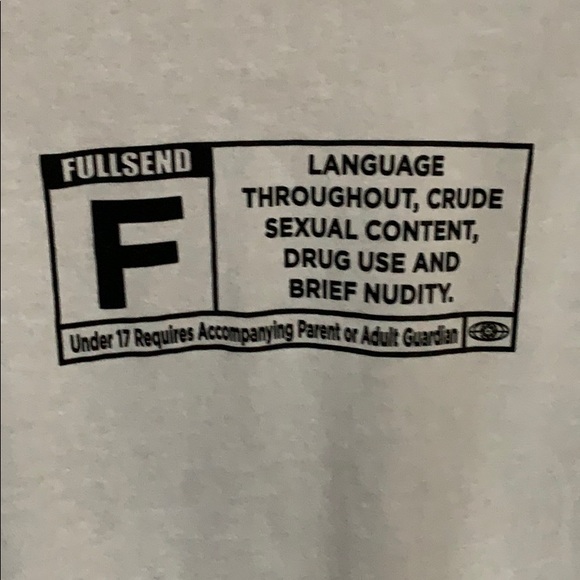 FULLSEND
F
LANGUAGE
THROUGHOUT, CRUDE
SEXUAL CONTENT,
DRUG USE AND
BRIEF NUDITY.
Under 17 Requires Accompanying Parent or Adult Guardian